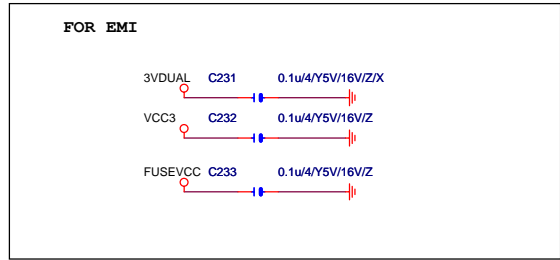 FOR EMI
3VDUAL C231 0.1u/4/Y5V/16V/Z/X
VCC3 C232 0.1u/4/Y5V/16V/Z
FUSEVCC C233 0.1u/4/Y5V/16V/Z